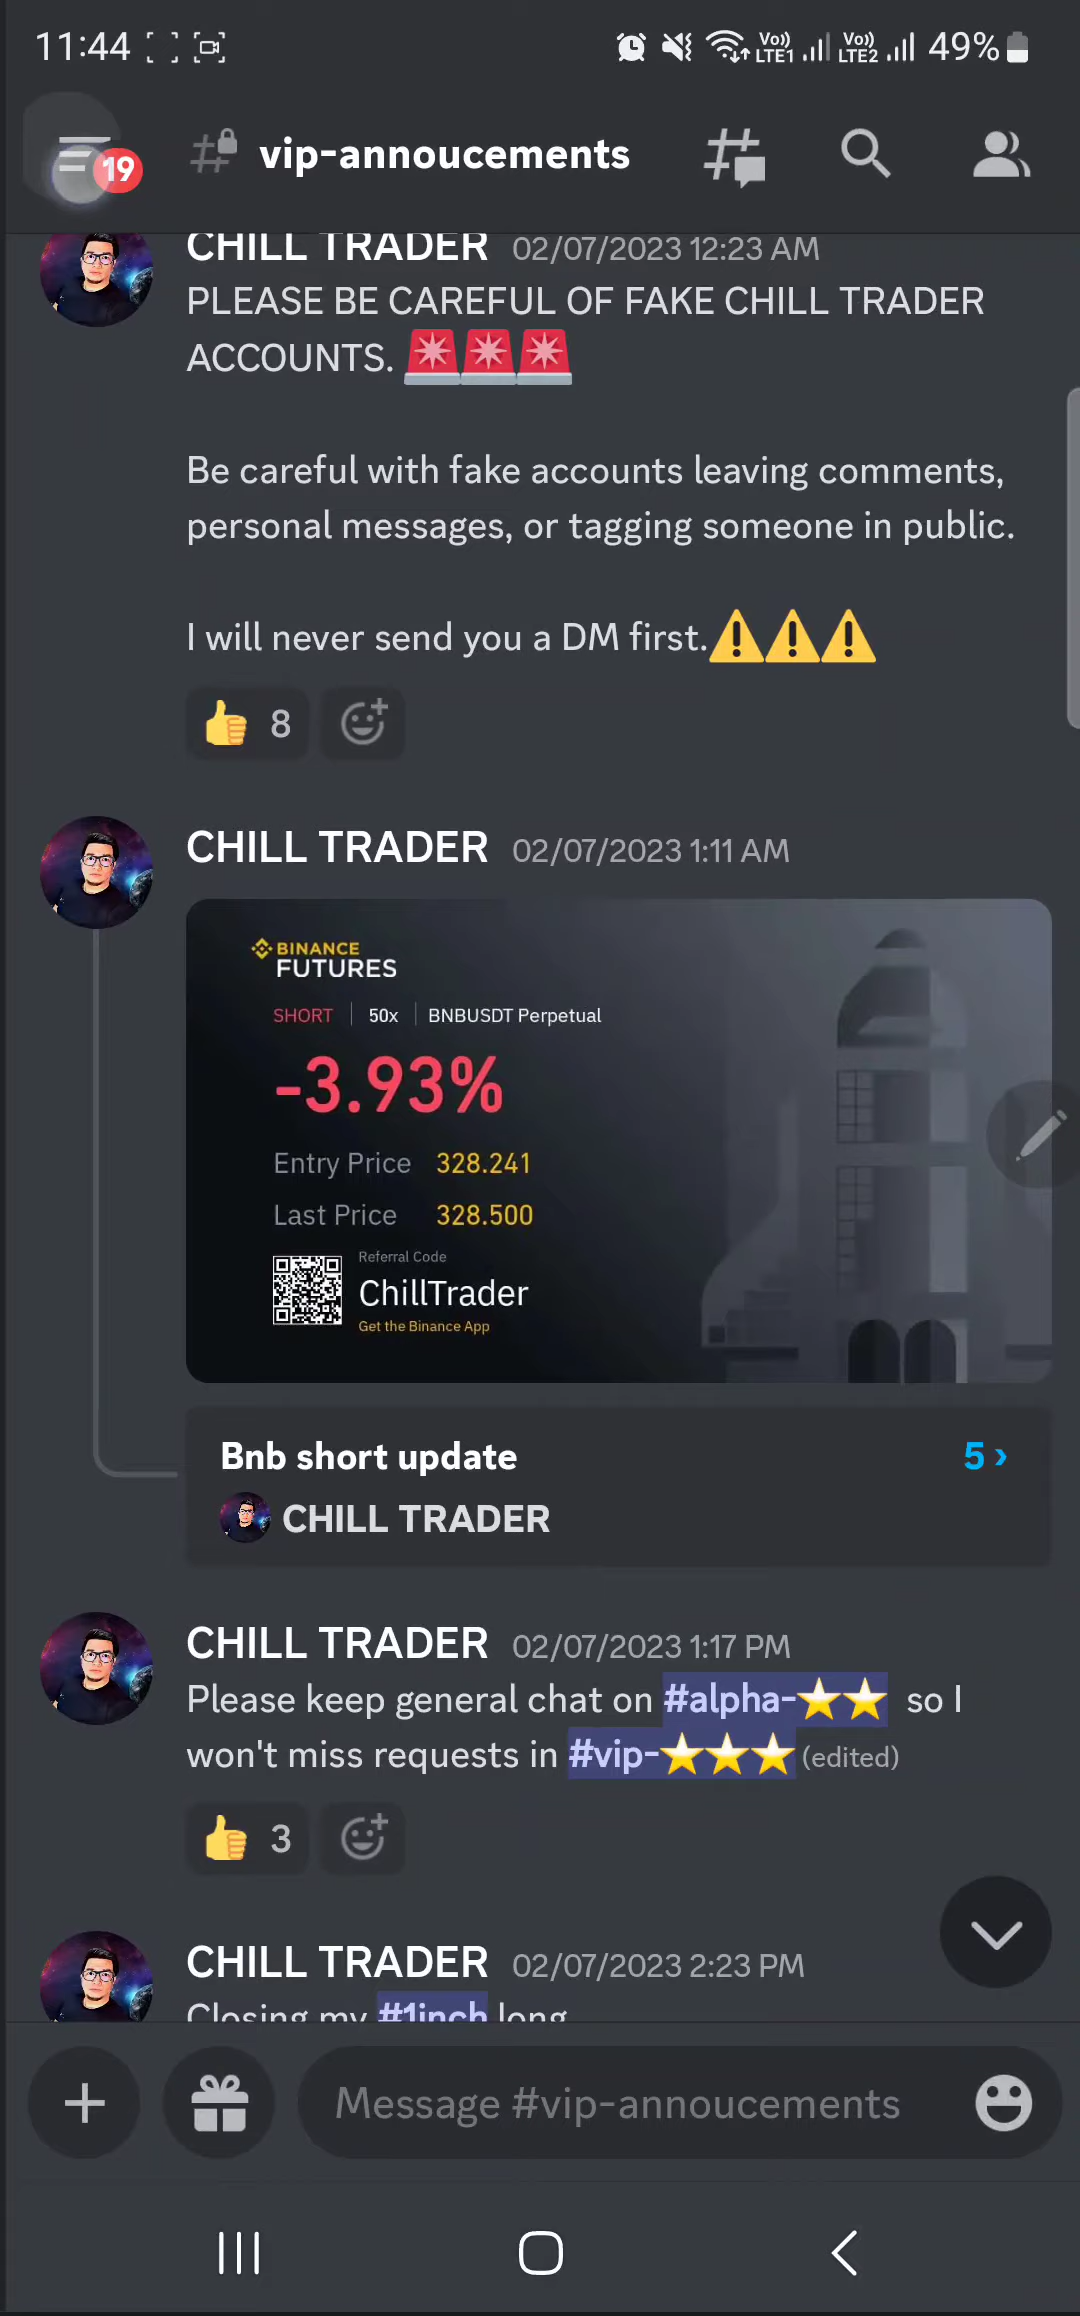 11:44
Vo)) LTE1 Vo)) LTE2 49%
19 vip-annoucements
CHILL TRADER 02/07/2023 12:23 AM
PLEASE BE CAREFUL OF FAKE CHILL TRADER
ACCOUNTS. 🚨🚨🚨
Be careful with fake accounts leaving comments,
personal messages, or tagging someone in public.
I will never send you a DM first.⚠️⚠️⚠️
👍 8
CHILL TRADER 02/07/2023 1:11 AM
BINANCE
FUTURES
SHORT | 50x | BNBUSDT Perpetual
-3.93%
Entry Price 328.241
Last Price 328.500
Referral Code
ChillTrader
Get the Binance App
Bnb short update 5 ›
CHILL TRADER
CHILL TRADER 02/07/2023 1:17 PM
Please keep general chat on #alpha-⭐⭐ so I
won't miss requests in #vip-⭐⭐⭐ (edited)
👍 3
CHILL TRADER 02/07/2023 2:23 PM
Closing my #1inch long
Message #vip-annoucements